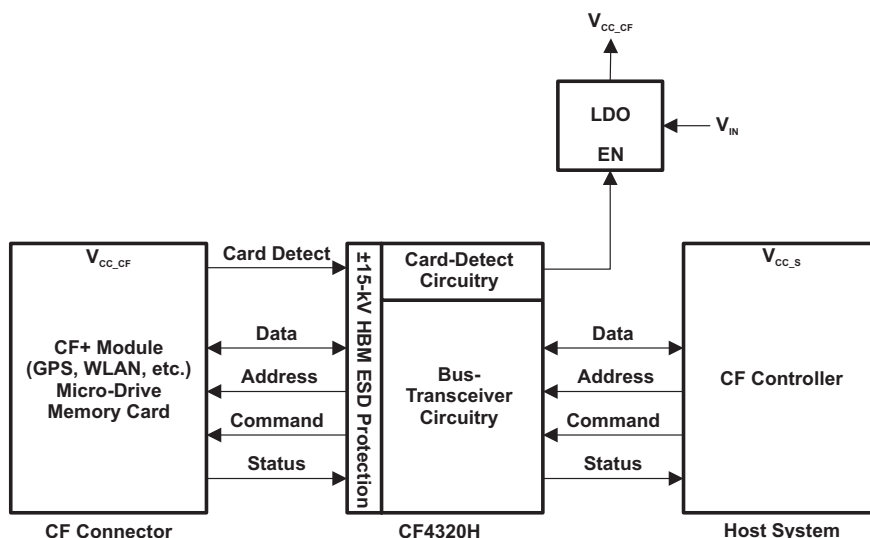 V_CC_CF
LDO
EN
V_IN
V_CC_CF
CF+ Module
(GPS, WLAN, etc.)
Micro-Drive
Memory Card
CF Connector
Card Detect
Data
Address
Command
Status
±15-kV HBM ESD Protection
Card-Detect
Circuitry
Bus-
Transceiver
Circuitry
CF4320H
Data
Address
Command
Status
V_CC_S
CF Controller
Host System